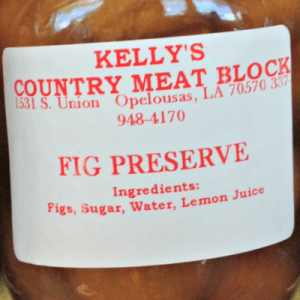 KELLY'S
COUNTRY MEAT BLOCK
1531 S. Union Opelousas, LA 70570 337-
948-4170
FIG PRESERVE
Ingredients:
Figs, Sugar, Water, Lemon Juice